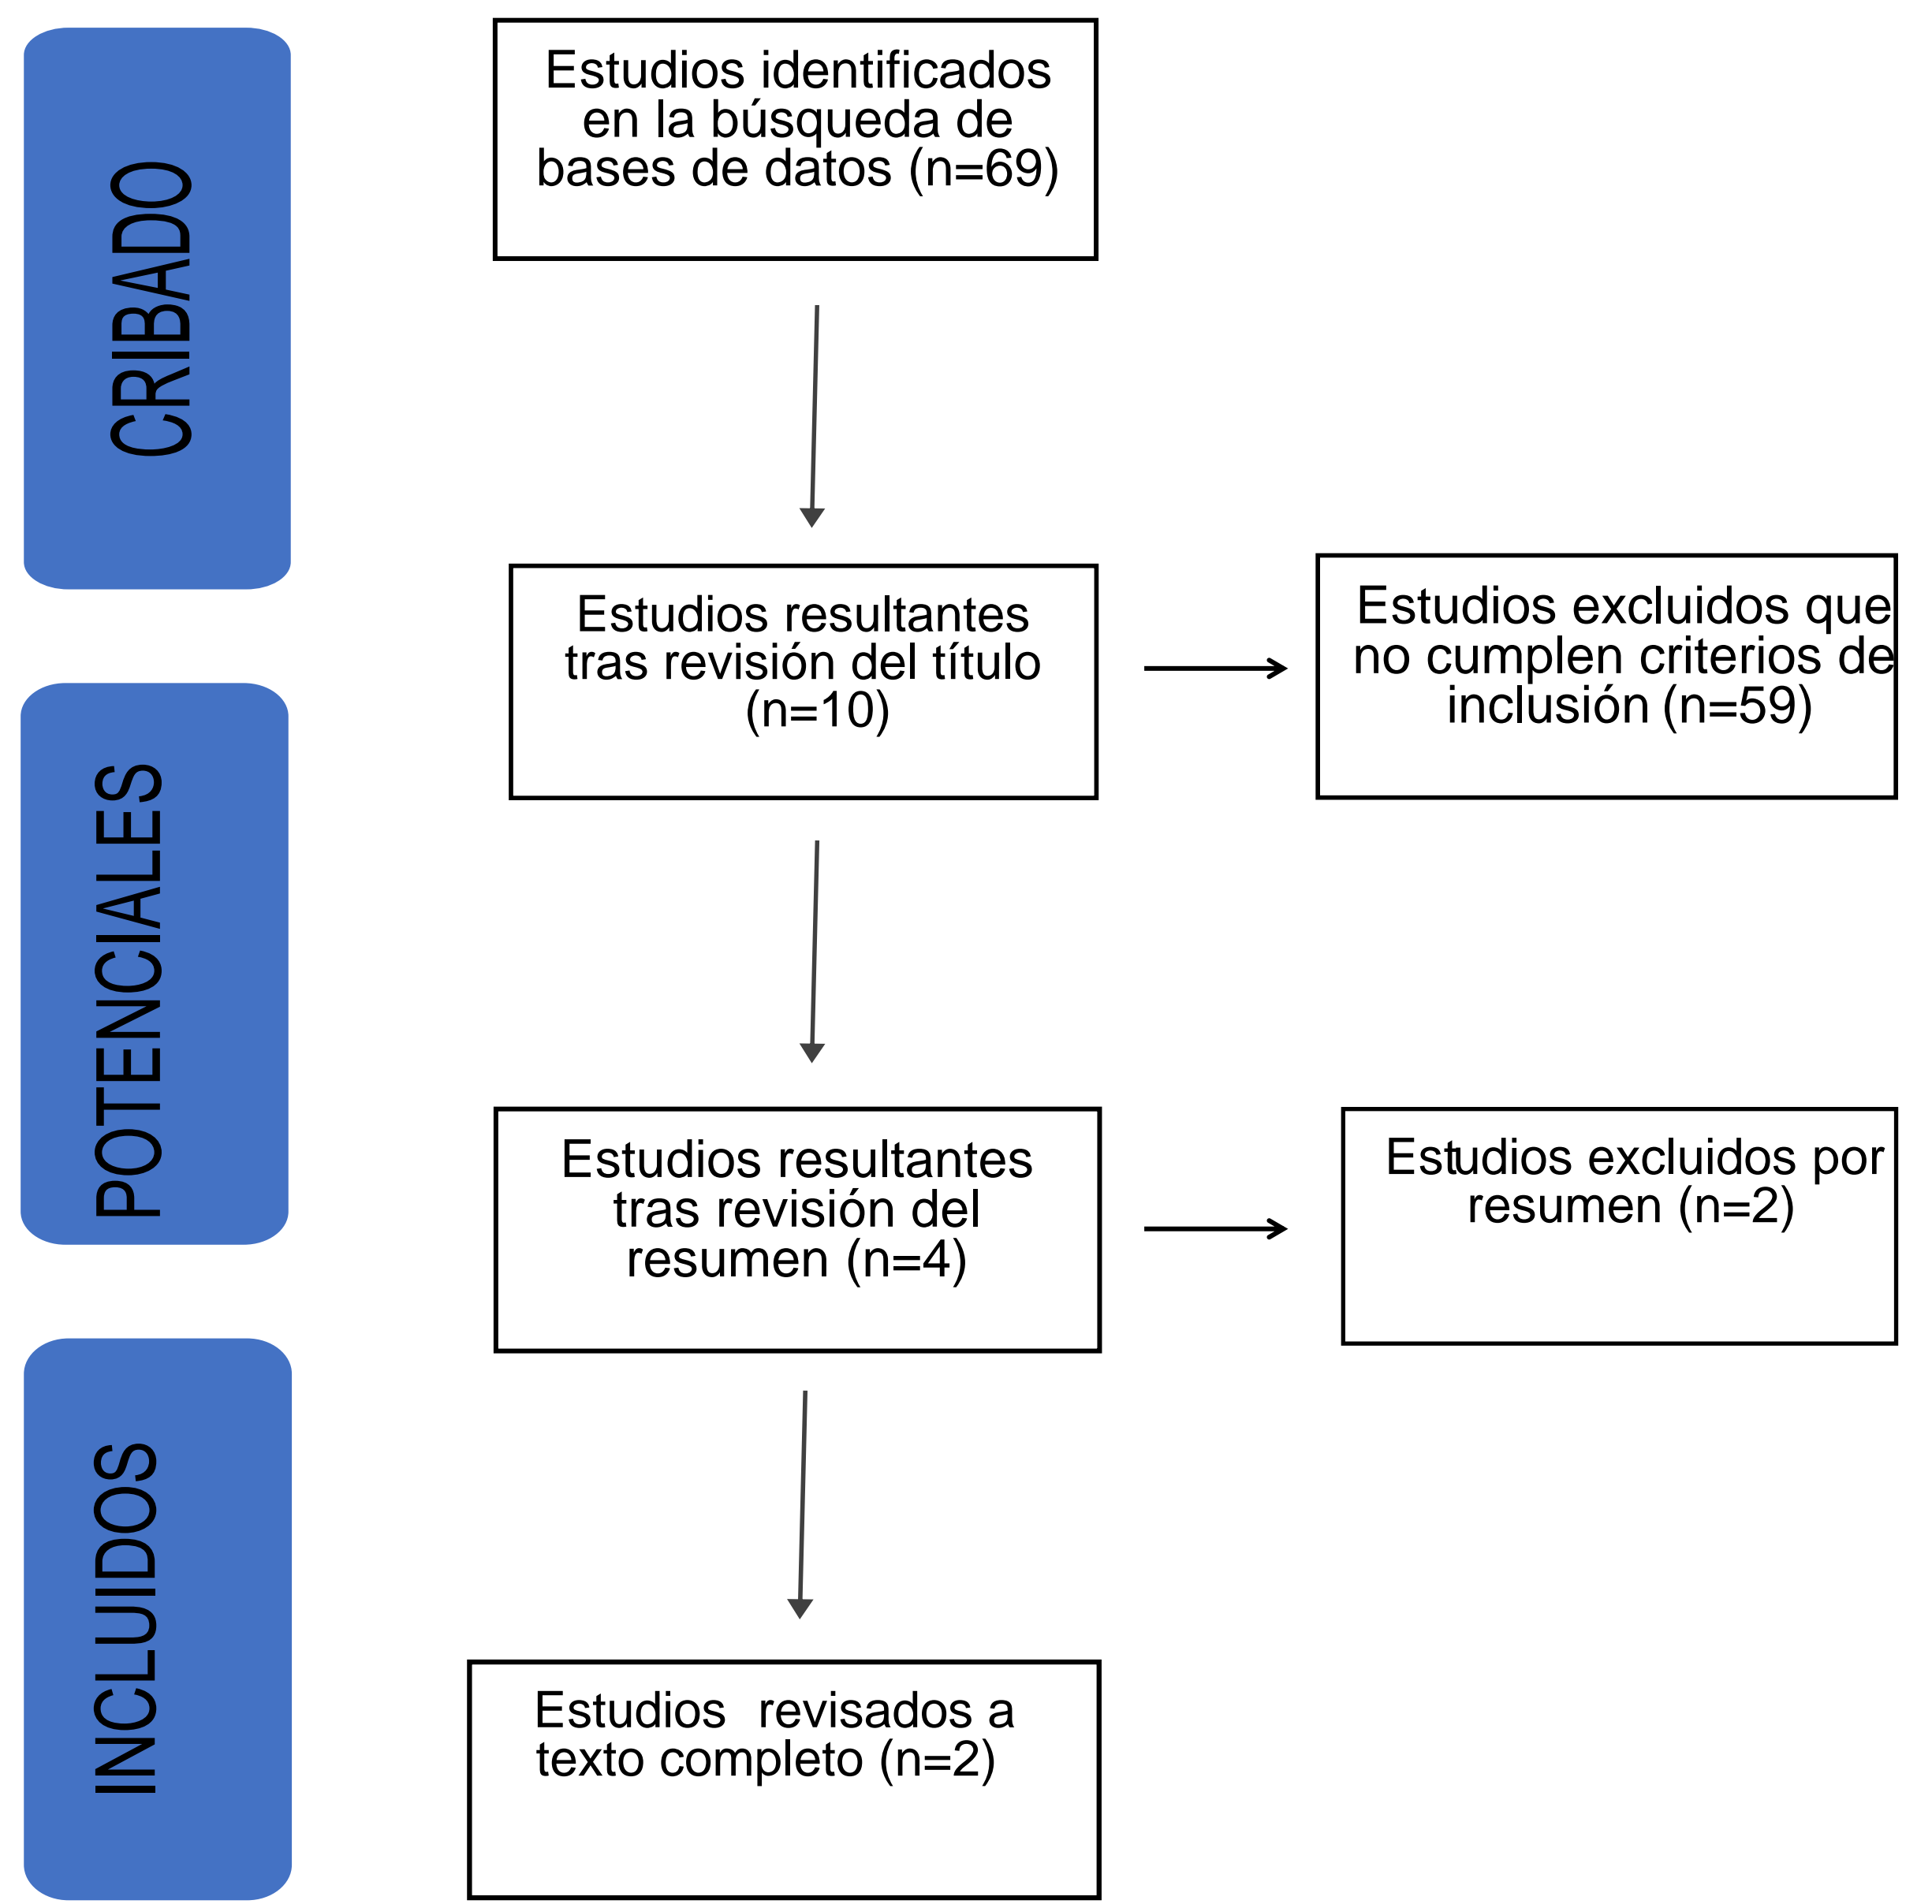 CRIBADO
Estudios identificados
en la búsqueda de
bases de datos (n=69)
Estudios resultantes
tras revisión del título
(n=10)
Estudios excluidos que
no cumplen criterios de
inclusión (n=59)
POTENCIALES
Estudios resultantes
tras revisión del
resumen (n=4)
Estudios excluidos por
resumen (n=2)
INCLUIDOS
Estudios revisados a
texto completo (n=2)